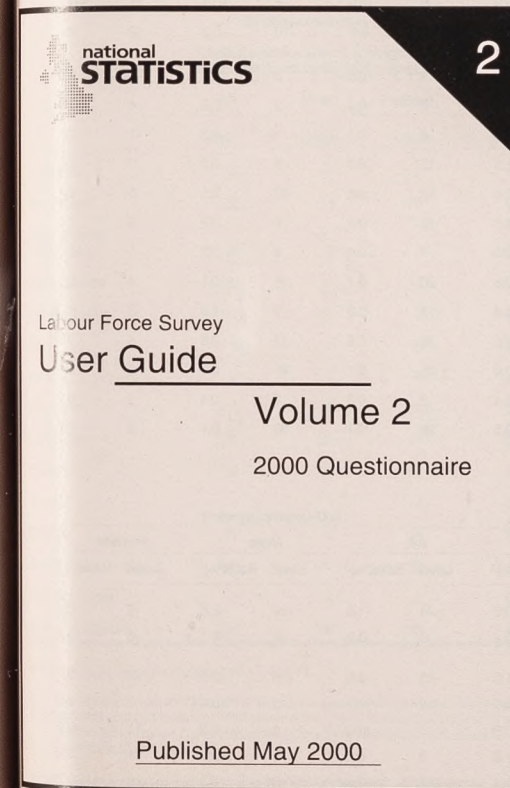 national
STATISTICS
2
Labour Force Survey
User Guide
Volume 2
2000 Questionnaire
Published May 2000